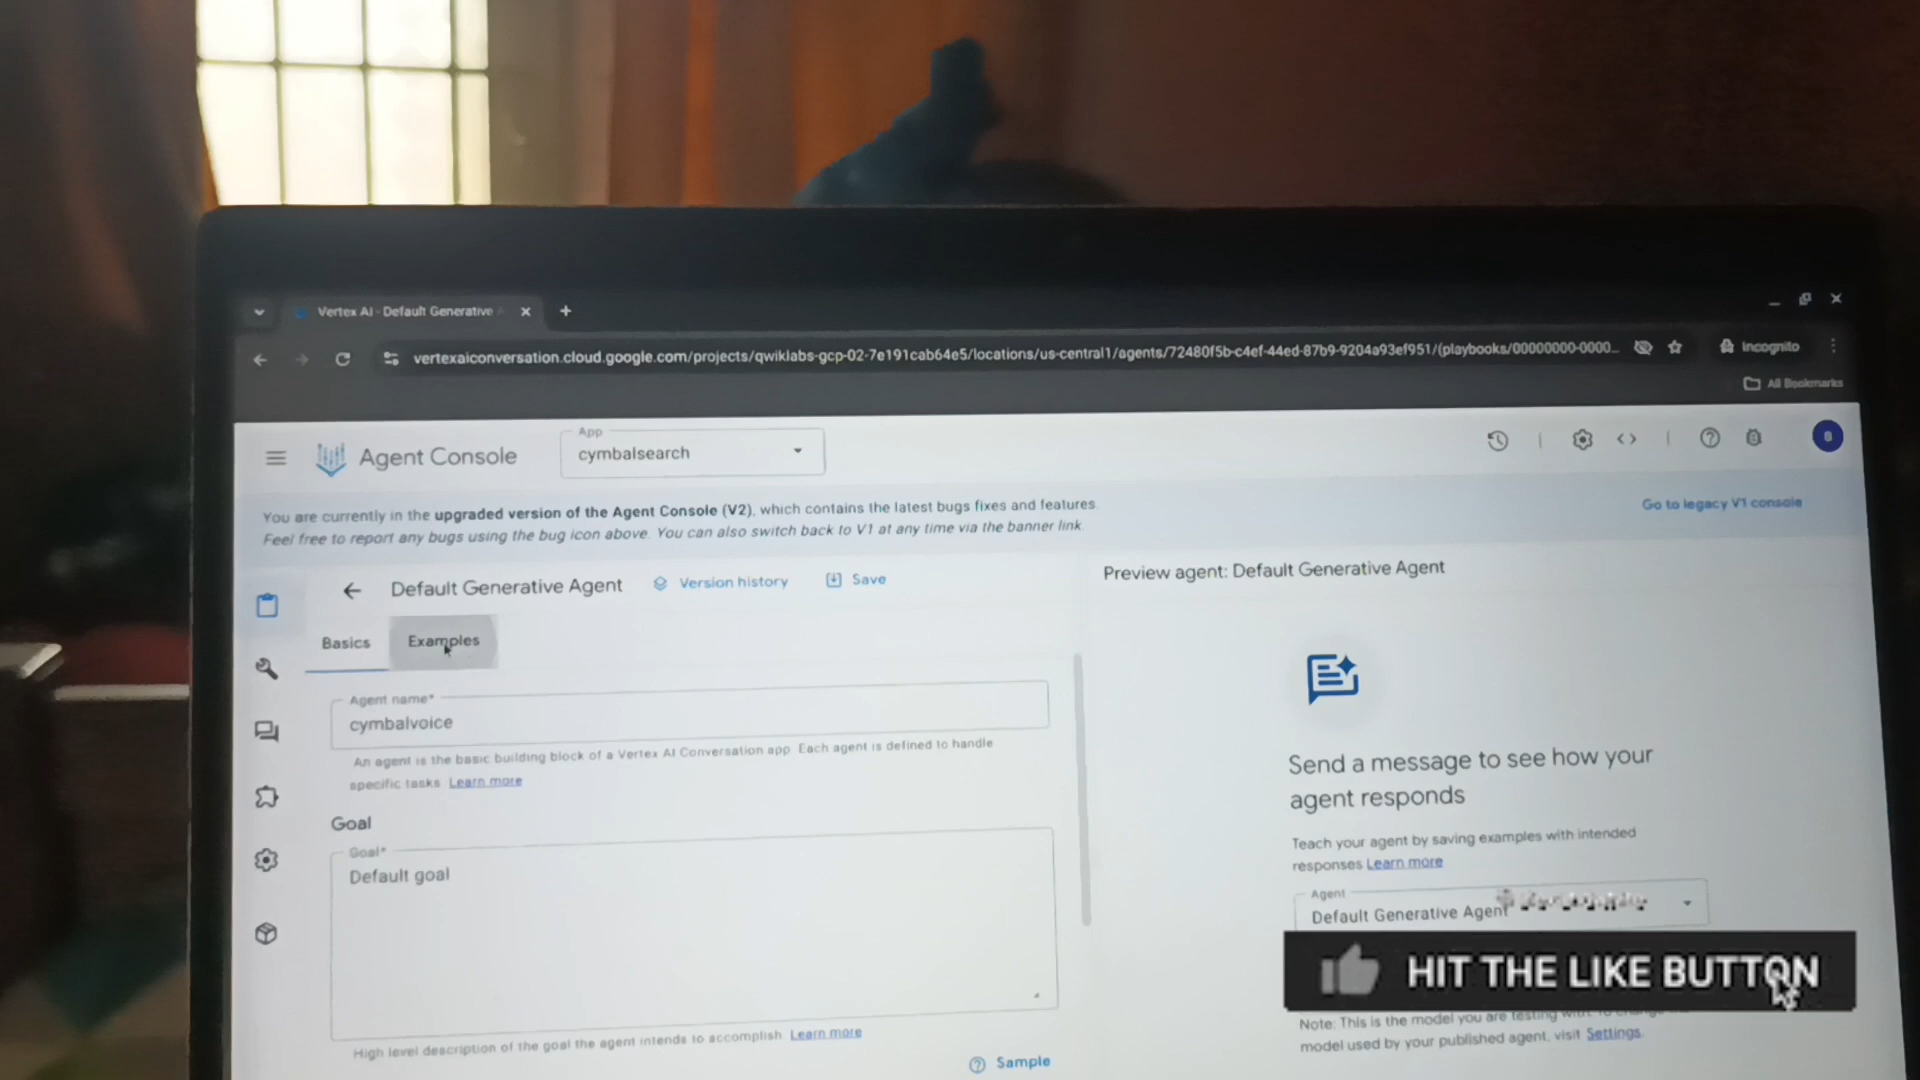 Vertex AI - Default Generative
vertexaiconversation.cloud.google.com/projects/qwiklabs-gcp-02-7e191cab64e5/locations/us-central1/agents/72480f5b-c4ef-44ed-87b9-9204a93ef951/(playbooks/00000000-0000...
Incognito
All Bookmarks
Agent Console
App
cymbalsearch
You are currently in the upgraded version of the Agent Console (V2), which contains the latest bugs fixes and features.
Feel free to report any bugs using the bug icon above. You can also switch back to V1 at any time via the banner link.
Go to legacy V1 console
Default Generative Agent
Version history
Save
Preview agent: Default Generative Agent
Basics
Examples
Agent name*
cymbalvoice
An agent is the basic building block of a Vertex AI Conversation app. Each agent is defined to handle
specific tasks. Learn more
Goal
Goal*
Default goal
High level description of the goal the agent intends to accomplish. Learn more
Sample
Send a message to see how your
agent responds
Teach your agent by saving examples with intended
responses Learn more
Agent
Default Generative Agent
HIT THE LIKE BUTTON
Note: This is the model you are testing with. To change
model used by your published agent, visit Settings.